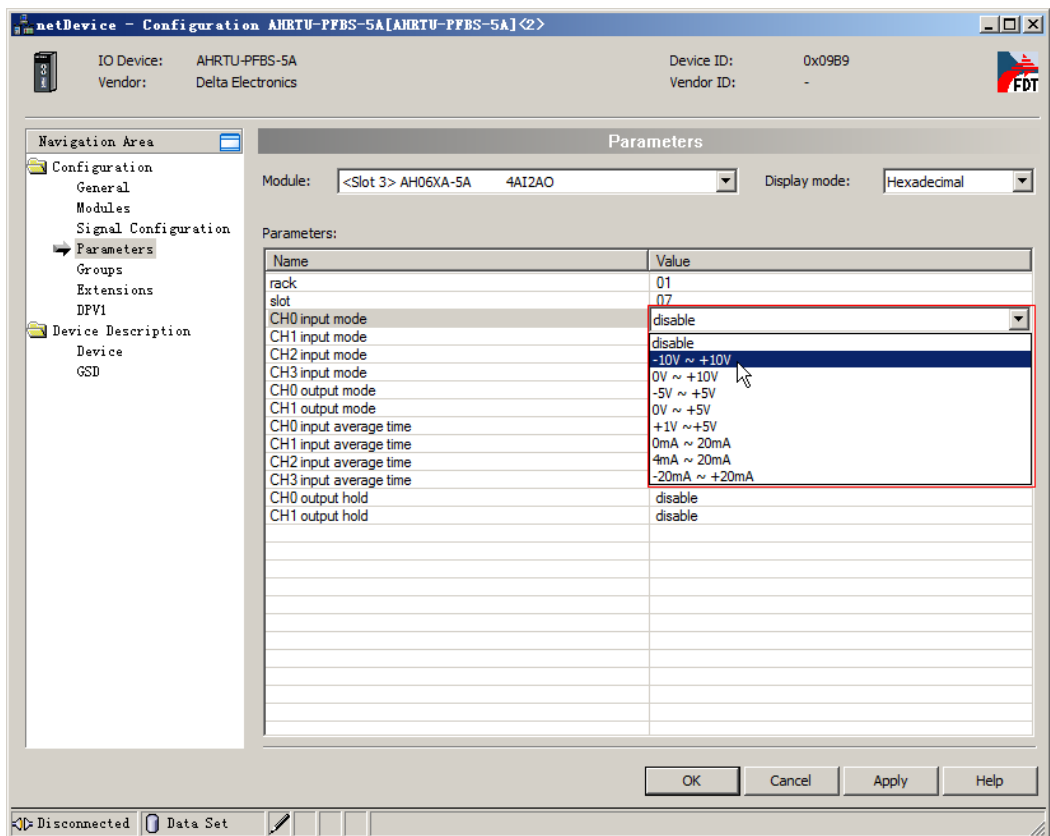 netDevice - Configuration AHRTU-PFBS-5A[AHRTU-PFBS-5A]<2>
IO Device: AHRTU-PFBS-5A Device ID: 0x09B9
Vendor: Delta Electronics Vendor ID: -
FDT
Navigation Area
Configuration
General
Modules
Signal Configuration
Parameters
Groups
Extensions
DPV1
Device Description
Device
GSD
Parameters
Module: <Slot 3> AH06XA-5A 4AI2AO Display mode: Hexadecimal
Parameters:
Name Value
rack 01
slot 07
CH0 input mode disable
CH1 input mode
CH2 input mode
CH3 input mode
CH0 output mode
CH1 output mode
CH0 input average time
CH1 input average time
CH2 input average time
CH3 input average time
disable
-10V ~ +10V
0V ~ +10V
-5V ~ +5V
0V ~ +5V
+1V ~+5V
0mA ~ 20mA
4mA ~ 20mA
-20mA ~ +20mA
CH0 output hold disable
CH1 output hold disable
OK Cancel Apply Help
Disconnected Data Set